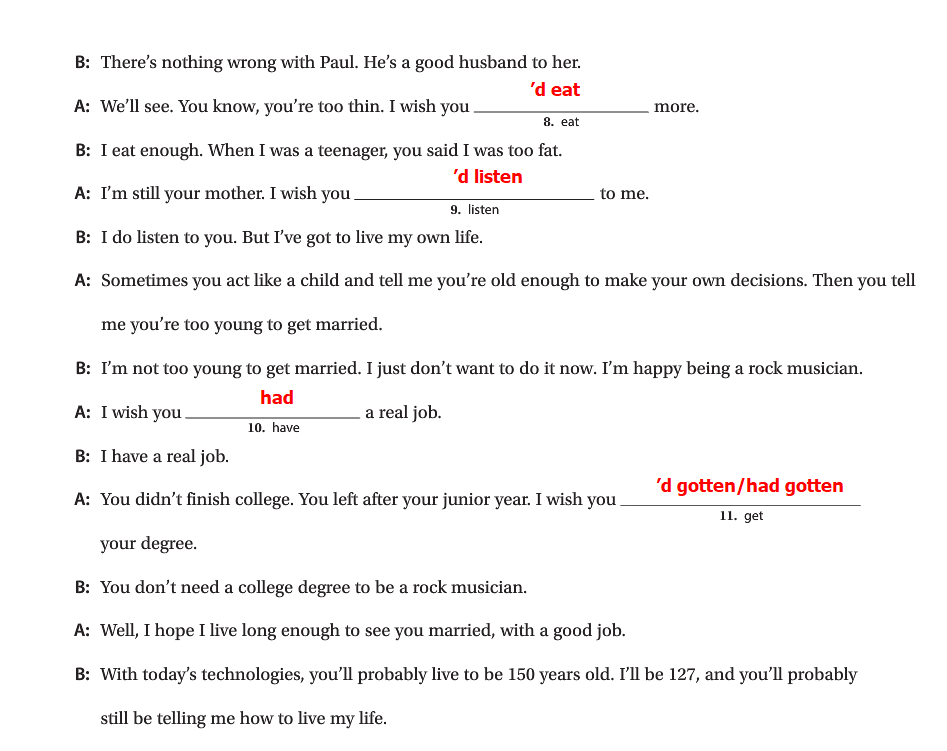 B: There’s nothing wrong with Paul. He’s a good husband to her.
’d eat
A: We’ll see. You know, you’re too thin. I wish you ____ more.
8. eat
B: I eat enough. When I was a teenager, you said I was too fat.
’d listen
A: I’m still your mother. I wish you ____ to me.
9. listen
B: I do listen to you. But I’ve got to live my own life.
A: Sometimes you act like a child and tell me you’re old enough to make your own decisions. Then you tell
me you’re too young to get married.
B: I’m not too young to get married. I just don’t want to do it now. I’m happy being a rock musician.
had
A: I wish you ____ a real job.
10. have
B: I have a real job.
’d gotten/had gotten
A: You didn’t finish college. You left after your junior year. I wish you ____
11. get
your degree.
B: You don’t need a college degree to be a rock musician.
A: Well, I hope I live long enough to see you married, with a good job.
B: With today’s technologies, you’ll probably live to be 150 years old. I’ll be 127, and you’ll probably
still be telling me how to live my life.